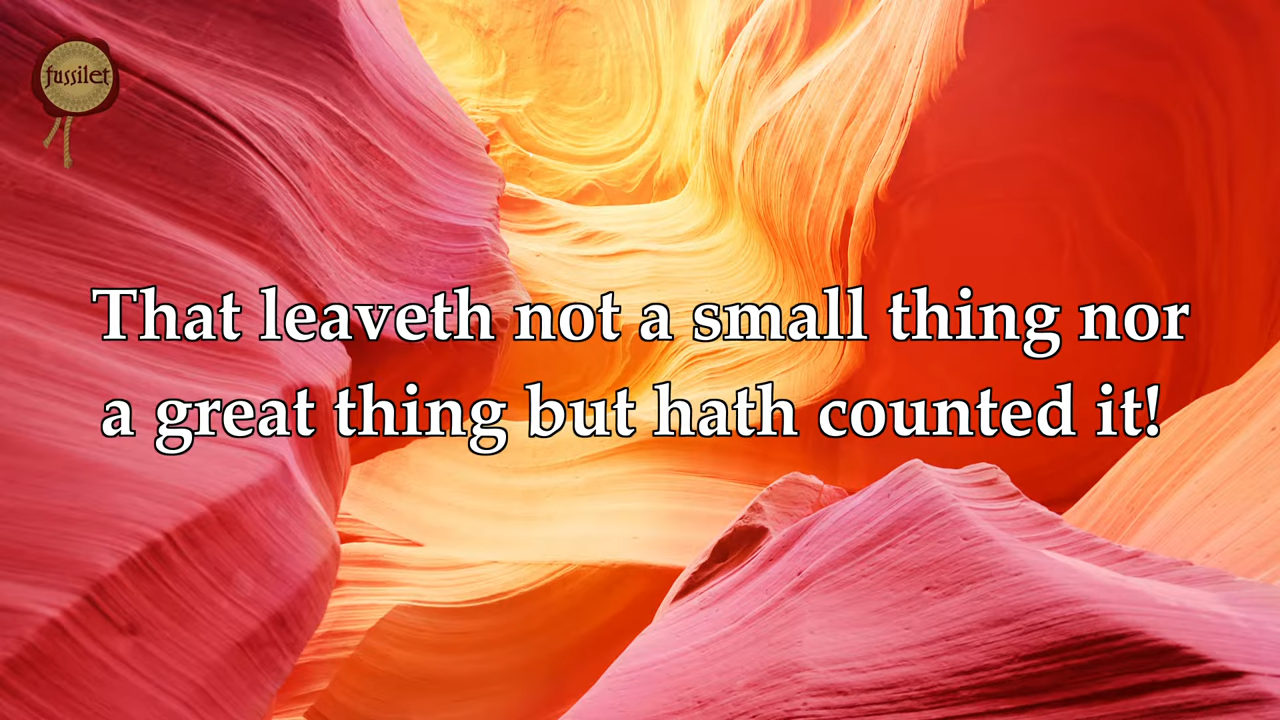 fussilet
That leaveth not a small thing nor
a great thing but hath counted it!